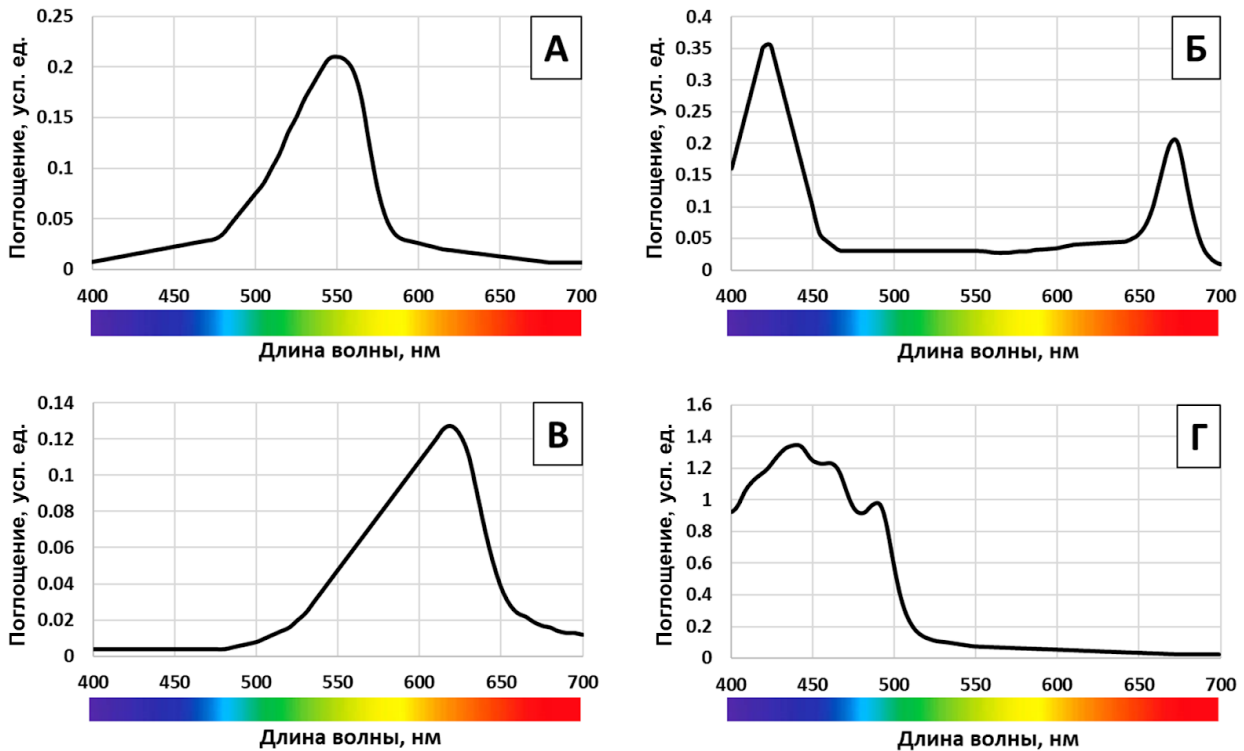 А
Поглощение, усл. ед.
0.25
0.2
0.15
0.1
0.05
0
400 450 500 550 600 650 700
Длина волны, нм
Б
Поглощение, усл. ед.
0.4
0.35
0.3
0.25
0.2
0.15
0.1
0.05
0
400 450 500 550 600 650 700
Длина волны, нм
В
Поглощение, усл. ед.
0.14
0.12
0.1
0.08
0.06
0.04
0.02
0
400 450 500 550 600 650 700
Длина волны, нм
Г
Поглощение, усл. ед.
1.6
1.4
1.2
1
0.8
0.6
0.4
0.2
0
400 450 500 550 600 650 700
Длина волны, нм